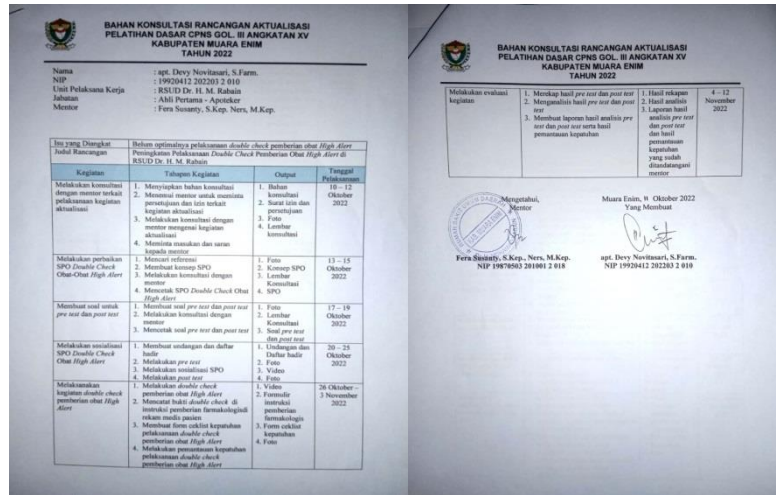 BAHAN KONSULTASI RANCANGAN AKTUALISASI
PELATIHAN DASAR CPNS GOL. III ANGKATAN XV
KABUPATEN MUARA ENIM
TAHUN 2022
Nama : apt. Devy Novitasari, S.Farm.
NIP : 19920412 202203 2 010
Unit Pelaksana Kerja : RSUD Dr. H. M. Rabain
Jabatan : Ahli Pertama - Apoteker
Mentor : Fera Susanty, S.Kep. Ners, M.Kep.
Isu yang Diangkat Belum optimalnya pelaksanaan double check pemberian obat High Alert
Judul Rancangan Peningkatan Pelaksanaan Double Check Pemberian Obat High Alert di
RSUD Dr. H. M. Rabain
Kegiatan Tahapan Kegiatan Output Tanggal
Pelaksanaan
Melakukan konsultasi 1. Menyiapkan bahan konsultasi 1. Bahan 10 – 12
dengan mentor terkait 2. Menemui mentor untuk meminta konsultasi Oktober
pelaksanaan kegiatan persetujuan dan izin terkait 2. Surat izin dan 2022
aktualisasi kegiatan aktualisasi persetujuan
3. Melakukan konsultasi dengan 3. Foto
mentor mengenai kegiatan 4. Lembar
aktualisasi konsultasi
4. Meminta masukan dan saran
kepada mentor
Melakukan perbaikan 1. Mencari referensi 1. Foto 13 – 15
SPO Double Check 2. Membuat konsep SPO 2. Konsep SPO Oktober
Obat-Obat High Alert 3. Melakukan konsultasi dengan 3. Lembar 2022
mentor Konsultasi
4. Mencetak SPO Double Check Obat 4. SPO
High Alert
Membuat soal untuk 1. Membuat soal pre test dan post test 1. Foto 17 – 19
pre test dan post test 2. Melakukan konsultasi dengan 2. Lembar Oktober
mentor Konsultasi 2022
3. Mencetak soal pre test dan post test 3. Soal pre test
dan post test
Melakukan sosialisasi 1. Membuat undangan dan daftar 1. Undangan dan 20 – 25
SPO Double Check hadir Daftar hadir Oktober
Obat High Alert 2. Melakukan pre test 2. Foto 2022
3. Melakukan sosialisasi SPO 3. Video
4. Melakukan post test 4. Foto
Melaksanakan 1. Melakukan double check 1. Video 26 Oktober –
kegiatan double check pemberian obat High Alert 2. Formulir 3 November
pemberian obat High 2. Mencatat bukti double check di instruksi 2022
Alert instruksi pemberian farmakologisdi pemberian
rekam medis pasien farmakologis
3. Membuat form ceklist kepatuhan 3. Form ceklist
pelaksanaan double check kepatuhan
pemberian obat High Alert 4. Foto
4. Melakukan pemantauan kepatuhan
pelaksanaan double check
pemberian obat High Alert
BAHAN KONSULTASI RANCANGAN AKTUALISASI
PELATIHAN DASAR CPNS GOL. III ANGKATAN XV
KABUPATEN MUARA ENIM
TAHUN 2022
Melakukan evaluasi 1. Merekap hasil pre test dan post test 1. Hasil rekapan 4 – 12
kegiatan 2. Menganalisis hasil pre test dan post 2. Hasil analisis November
test 3. Laporan hasil 2022
3. Membuat laporan hasil analisis pre analisis pre test
test dan post test serta hasil dan post test
pemantauan kepatuhan dan hasil
pemantauan
kepatuhan
yang sudah
ditandatangani
mentor
Mengetahui, Muara Enim, 11 Oktober 2022
Mentor Yang Membuat
Fera Susanty, S.Kep., Ners, M.Kep. apt. Devy Novitasari, S.Farm.
NIP 19870503 201001 2 018 NIP 19920412 202203 2 010